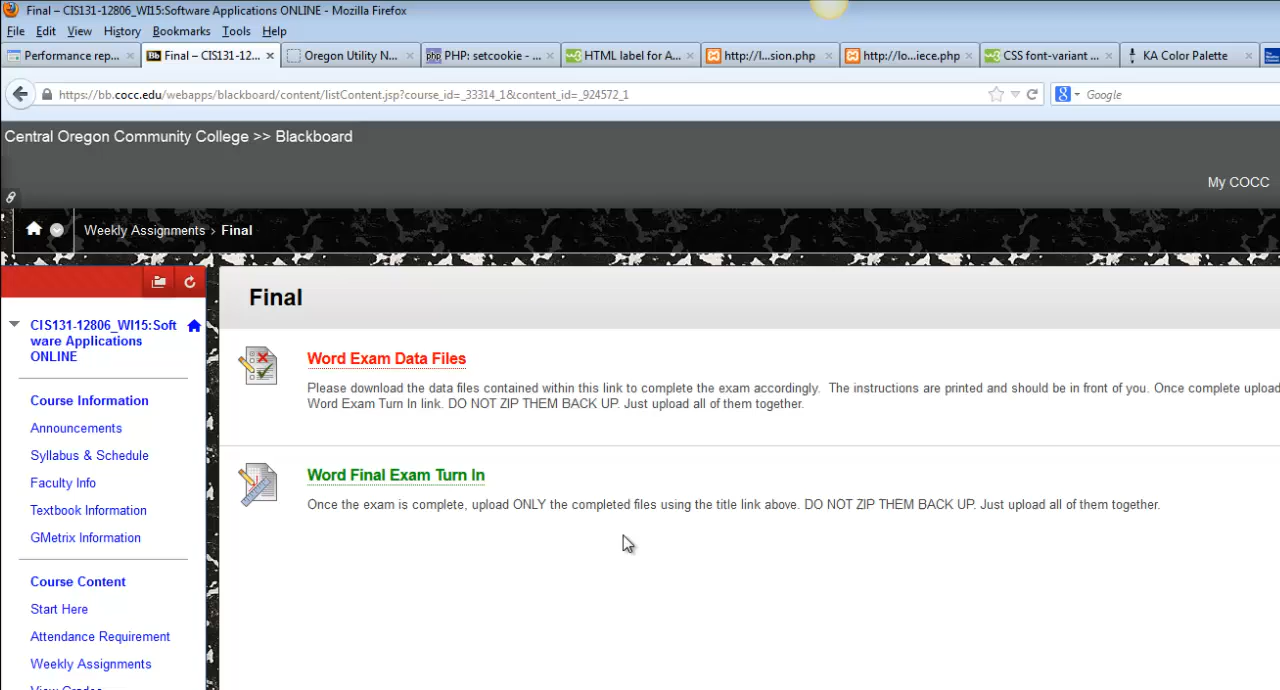 Final – CIS131-12806_WI15:Software Applications ONLINE - Mozilla Firefox
File Edit View History Bookmarks Tools Help
Performance rep... × Final – CIS131-12... × Oregon Utility N... × PHP: setcookie - ... × HTML label for A... × http://l...sion.php × http://lo...iece.php × CSS font-variant ... × KA Color Palette ×
https://bb.cocc.edu/webapps/blackboard/content/listContent.jsp?course_id=_33314_1&content_id=_924572_1 Google
Central Oregon Community College >> Blackboard
My COCC
Weekly Assignments › Final
Final
CIS131-12806_WI15:Soft
ware Applications
ONLINE
Course Information
Announcements
Syllabus & Schedule
Faculty Info
Textbook Information
GMetrix Information
Course Content
Start Here
Attendance Requirement
Weekly Assignments
View Grades
Word Exam Data Files
Please download the data files contained within this link to complete the exam accordingly. The instructions are printed and should be in front of you. Once complete upload
Word Exam Turn In link. DO NOT ZIP THEM BACK UP. Just upload all of them together.
Word Final Exam Turn In
Once the exam is complete, upload ONLY the completed files using the title link above. DO NOT ZIP THEM BACK UP. Just upload all of them together.